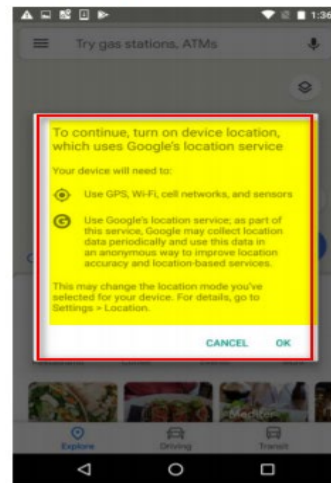 1:36
Try gas stations, ATMs
To continue, turn on device location,
which uses Google's location service
Your device will need to:
Use GPS, Wi-Fi, cell networks, and sensors
G
Use Google's location service; as part of
this service, Google may collect location
data periodically and use this data in
an anonymous way to improve location
accuracy and location-based services.
This may change the location mode you've
selected for your device. For details, go to
Settings > Location.
CANCEL OK
Explore Driving Transit